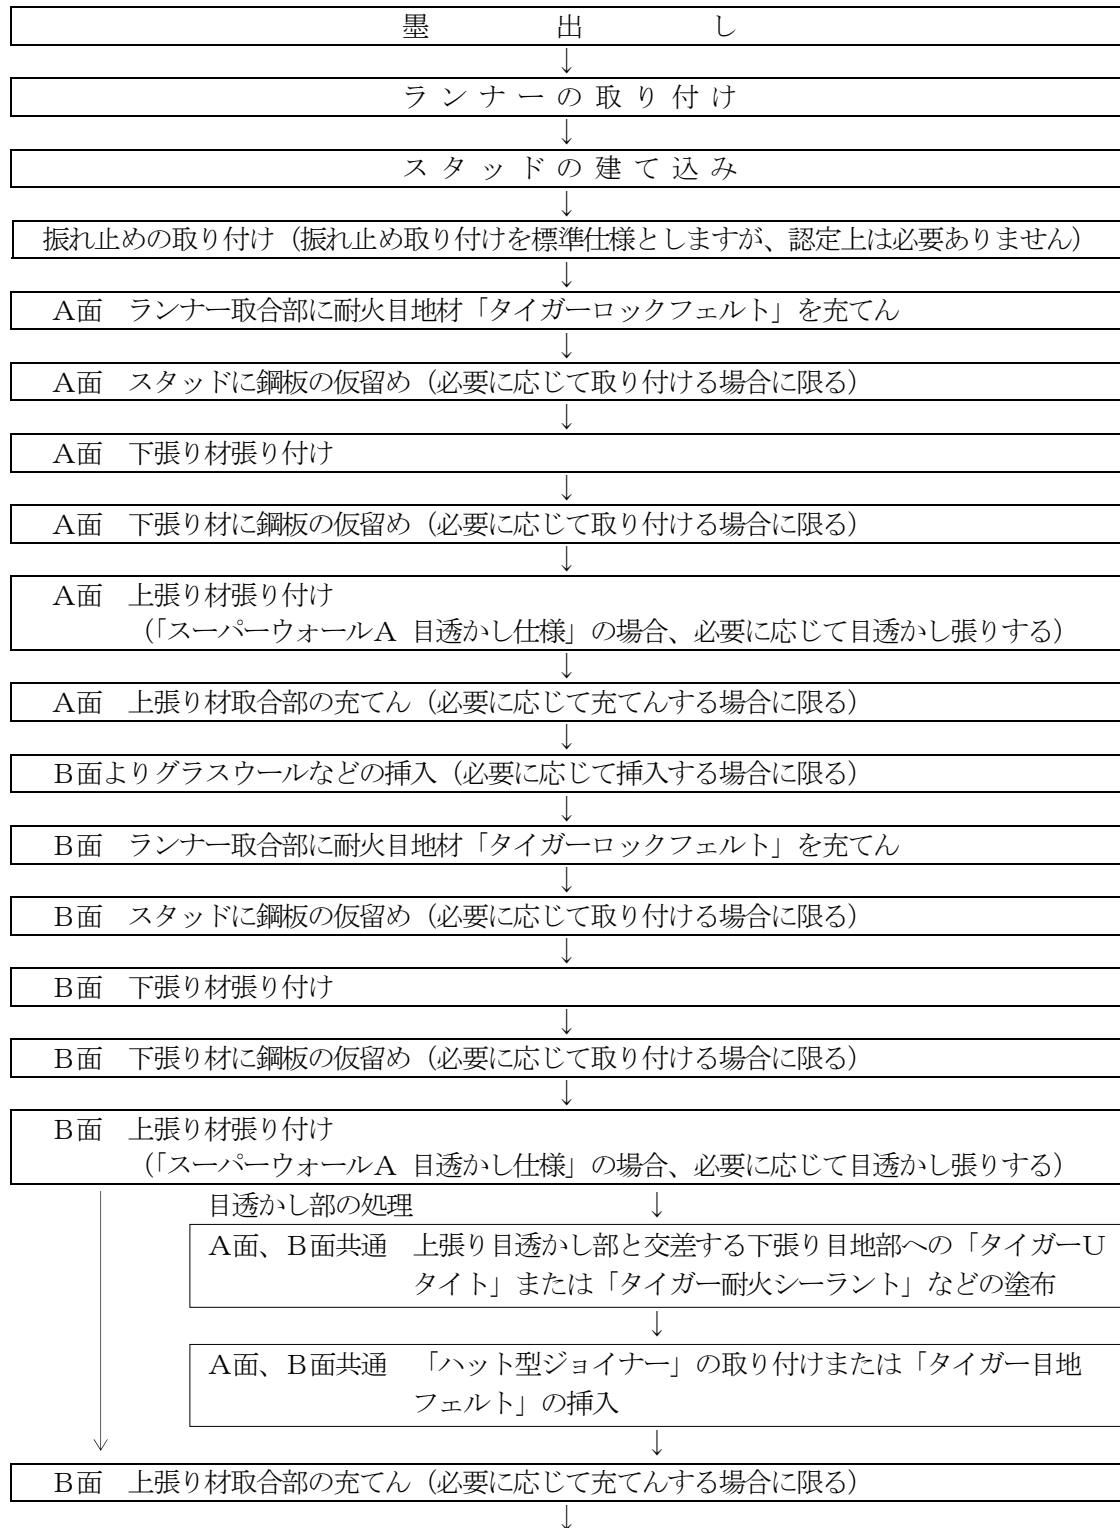 墨出し
↓
ランナーの取り付け
↓
スタッドの建て込み
↓
振れ止めの取り付け（振れ止め取り付けを標準仕様としますが、認定上は必要ありません）
↓
A面　ランナー取合部に耐火目地材「タイガーロックフェルト」を充てん
↓
A面　スタッドに鋼板の仮留め（必要に応じて取り付ける場合に限る）
↓
A面　下張り材張り付け
↓
A面　下張り材に鋼板の仮留め（必要に応じて取り付ける場合に限る）
↓
A面　上張り材張り付け
（「スーパーウォールA 目透かし仕様」の場合、必要に応じて目透かし張りする）
↓
A面　上張り材取合部の充てん（必要に応じて充てんする場合に限る）
↓
B面よりグラスウールなどの挿入（必要に応じて挿入する場合に限る）
↓
B面　ランナー取合部に耐火目地材「タイガーロックフェルト」を充てん
↓
B面　スタッドに鋼板の仮留め（必要に応じて取り付ける場合に限る）
↓
B面　下張り材張り付け
↓
B面　下張り材に鋼板の仮留め（必要に応じて取り付ける場合に限る）
↓
B面　上張り材張り付け
（「スーパーウォールA 目透かし仕様」の場合、必要に応じて目透かし張りする）
目透かし部の処理　↓
A面、B面共通　上張り目透かし部と交差する下張り目地部への「タイガーU
タイト」または「タイガー耐火シーラント」などの塗布
↓
A面、B面共通　「ハット型ジョイナー」の取り付けまたは「タイガー目地
フェルト」の挿入
↓
B面　上張り材取合部の充てん（必要に応じて充てんする場合に限る）
↓